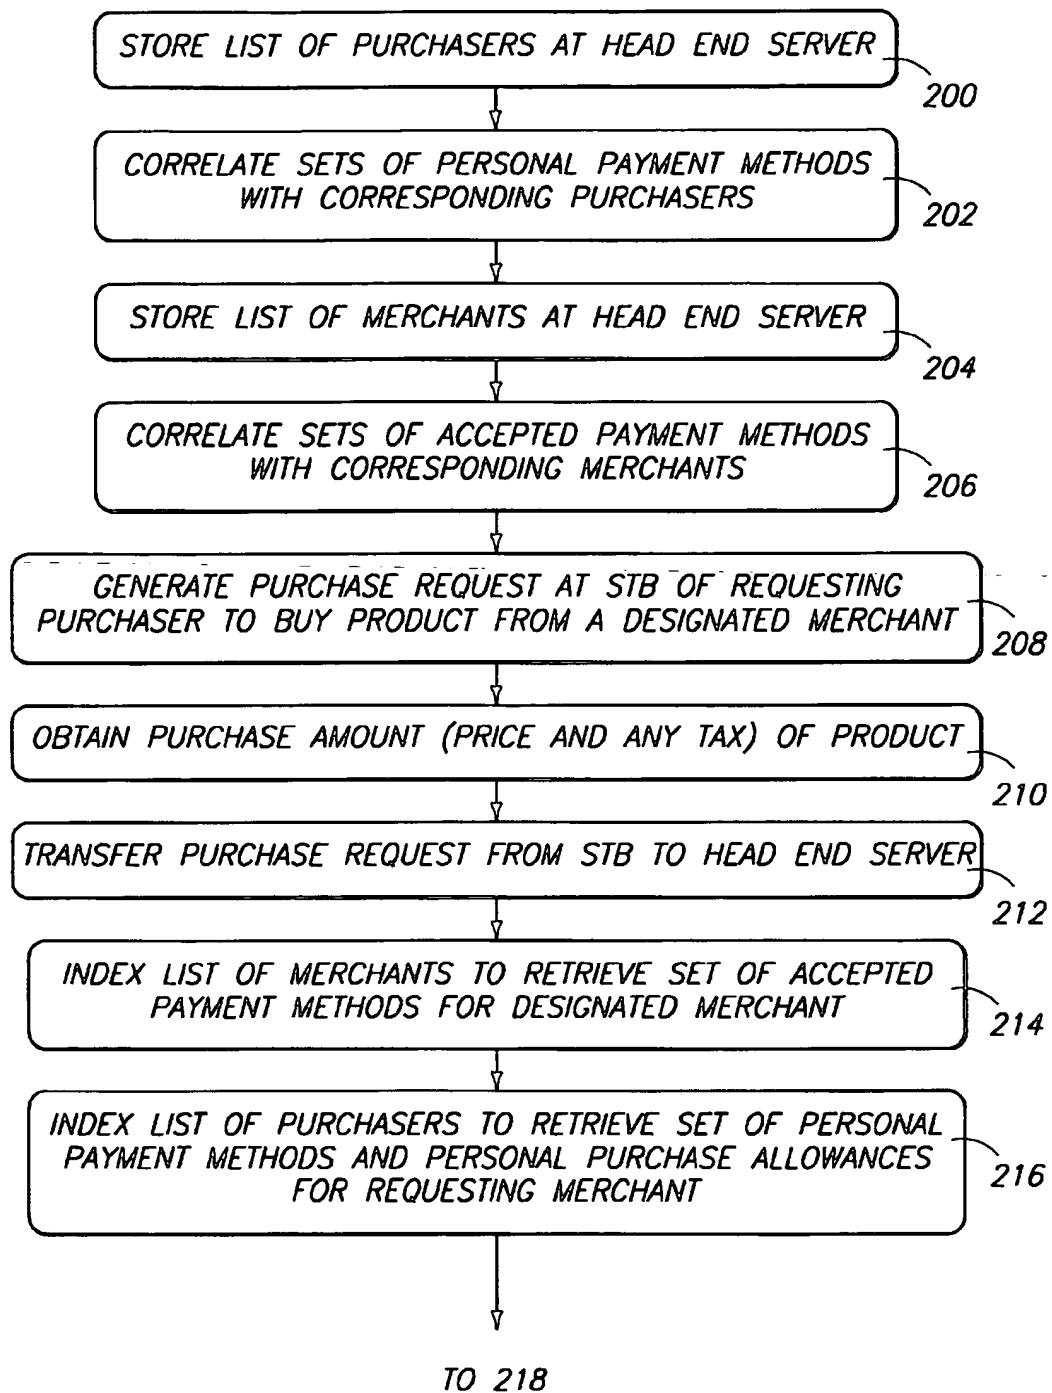 STORE LIST OF PURCHASERS AT HEAD END SERVER
200
CORRELATE SETS OF PERSONAL PAYMENT METHODS
WITH CORRESPONDING PURCHASERS
202
STORE LIST OF MERCHANTS AT HEAD END SERVER
204
CORRELATE SETS OF ACCEPTED PAYMENT METHODS
WITH CORRESPONDING MERCHANTS
206
GENERATE PURCHASE REQUEST AT STB OF REQUESTING
PURCHASER TO BUY PRODUCT FROM A DESIGNATED MERCHANT
208
OBTAIN PURCHASE AMOUNT (PRICE AND ANY TAX) OF PRODUCT
210
TRANSFER PURCHASE REQUEST FROM STB TO HEAD END SERVER
212
INDEX LIST OF MERCHANTS TO RETRIEVE SET OF ACCEPTED
PAYMENT METHODS FOR DESIGNATED MERCHANT
214
INDEX LIST OF PURCHASERS TO RETRIEVE SET OF PERSONAL
PAYMENT METHODS AND PERSONAL PURCHASE ALLOWANCES
FOR REQUESTING MERCHANT
216
TO 218